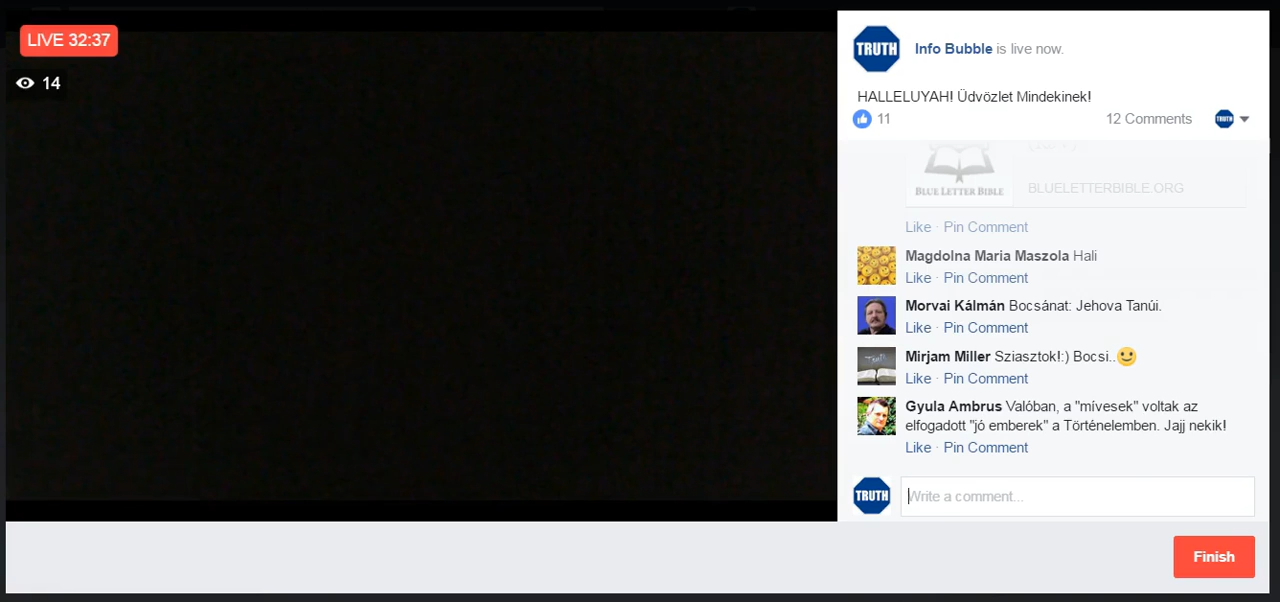 LIVE 32:37
14
TRUTH
Info Bubble is live now.
HALLELUYAH! Üdvözlet Mindekinek!
11
12 Comments
TRUTH
BLUE LETTER BIBLE
BLUELETTERBIBLE.ORG
Like · Pin Comment
Magdolna Maria Maszola Hali
Like · Pin Comment
Morvai Kálmán Bocsánat: Jehova Tanúi.
Like · Pin Comment
Mirjam Miller Sziasztok!:) Bocsi..
Like · Pin Comment
Gyula Ambrus Valóban, a "mívesek" voltak az
elfogadott "jó emberek" a Történelemben. Jajj nekik!
Like · Pin Comment
TRUTH
Write a comment...
Finish